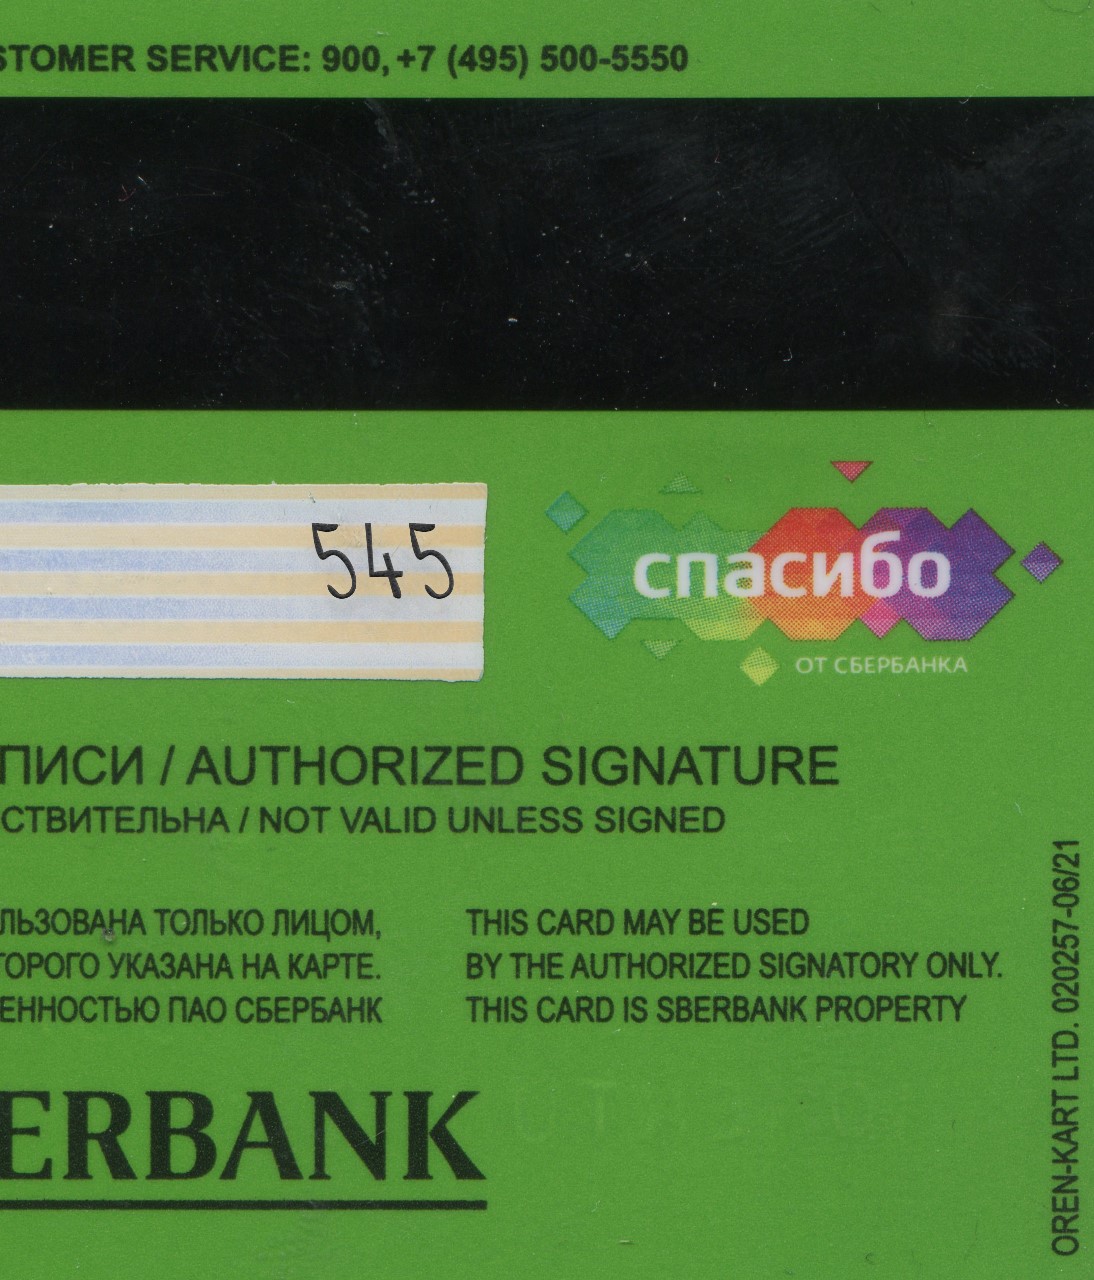 STOMER SERVICE: 900, +7 (495) 500-5550
545
спасибо
ОТ СБЕРБАНКА
ПИСИ / AUTHORIZED SIGNATURE
СТВИТЕЛЬНА / NOT VALID UNLESS SIGNED
ЛЬЗОВАНА ТОЛЬКО ЛИЦОМ,
ТОРОГО УКАЗАНА НА КАРТЕ.
ЕННОСТЬЮ ПАО СБЕРБАНК
THIS CARD MAY BE USED
BY THE AUTHORIZED SIGNATORY ONLY.
THIS CARD IS SBERBANK PROPERTY
ERBANK
OREN-KART LTD. 020257-06/21